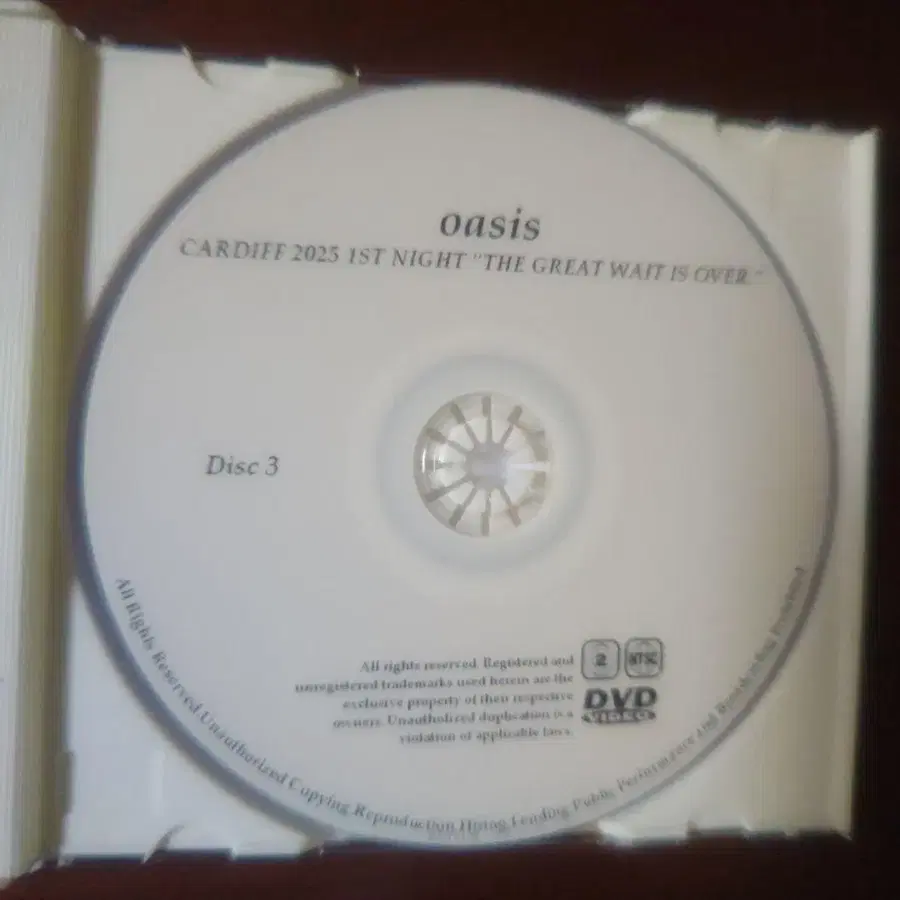 oasis
CARDIFF 2025 1ST NIGHT "THE GREAT WAIT IS OVER."
Disc 3
All rights reserved. Registered and
unregistered trademarks used herein are the
exclusive property of their respective
owners. Unauthorized duplication is a
violation of applicable laws.
2
NTSC
DVD
VIDEO
All Rights Reserved.Unauthorized Copying Reproduction Hiring Lending Public Performance and Broadcasting Prohibited